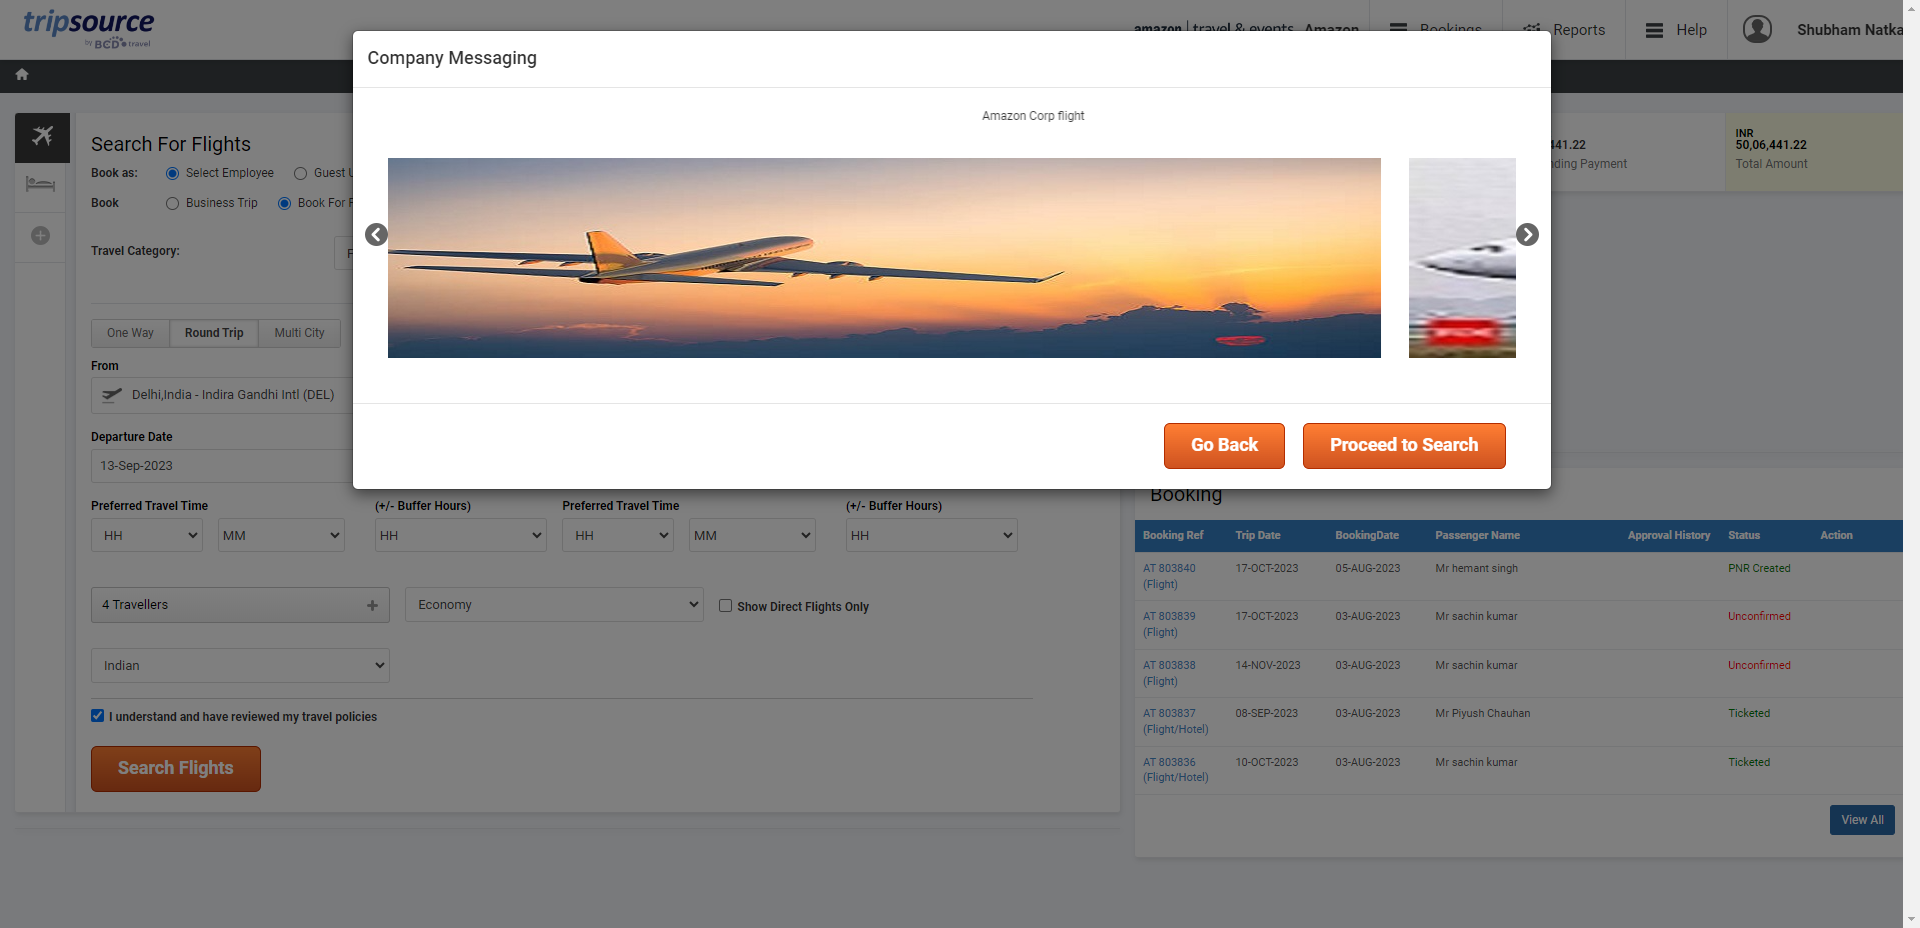 tripsource
by BCD travel
amazon | travel & events Amazon
Bookings
Reports
Help
Shubham Natka
Company Messaging
Amazon Corp flight
Go Back
Proceed to Search
Search For Flights
Book as:
Select Employee
Guest
Book
Business Trip
Book For
Travel Category:
One Way
Round Trip
Multi City
From
Delhi,India - Indira Gandhi Intl (DEL)
Departure Date
13-Sep-2023
Preferred Travel Time
(+/- Buffer Hours)
Preferred Travel Time
(+/- Buffer Hours)
HH
MM
HH
HH
MM
HH
4 Travellers
Economy
Show Direct Flights Only
Indian
I understand and have reviewed my travel policies
Search Flights
441.22
nding Payment
INR
50,06,441.22
Total Amount
Booking
Booking Ref Trip Date BookingDate Passenger Name Approval History Status Action
AT 803840 17-OCT-2023 05-AUG-2023 Mr hemant singh PNR Created
(Flight)
AT 803839 17-OCT-2023 03-AUG-2023 Mr sachin kumar Unconfirmed
(Flight)
AT 803838 14-NOV-2023 03-AUG-2023 Mr sachin kumar Unconfirmed
(Flight)
AT 803837 08-SEP-2023 03-AUG-2023 Mr Piyush Chauhan Ticketed
(Flight/Hotel)
AT 803836 10-OCT-2023 03-AUG-2023 Mr sachin kumar Ticketed
(Flight/Hotel)
View All